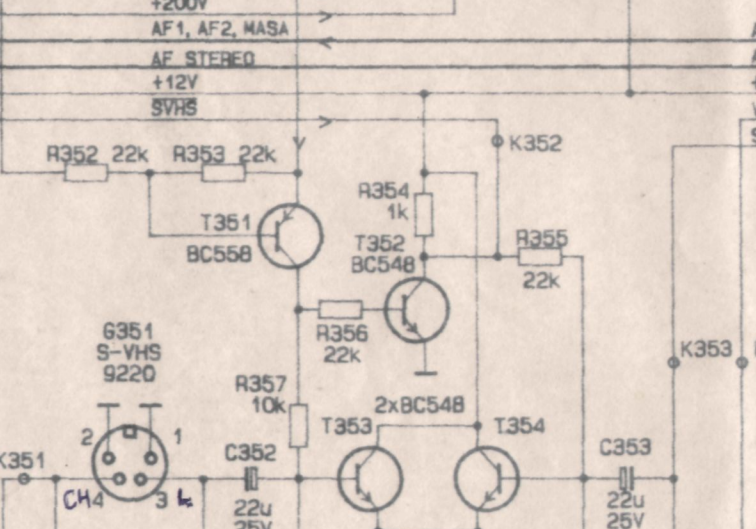 +200V
AF1, AF2, MASA
AF STEREO
+12V
SVHS
K352
R352 22k R353 22k
R354
1k
T351
BC558
T352
BC548
R355
22k
R356
22k
G351
S-VHS
9220
K353
R357
10k
2xBC548
T353
T354
2 1
C352
C353
K351
CH4
3 L
22u
25V
22u
25V